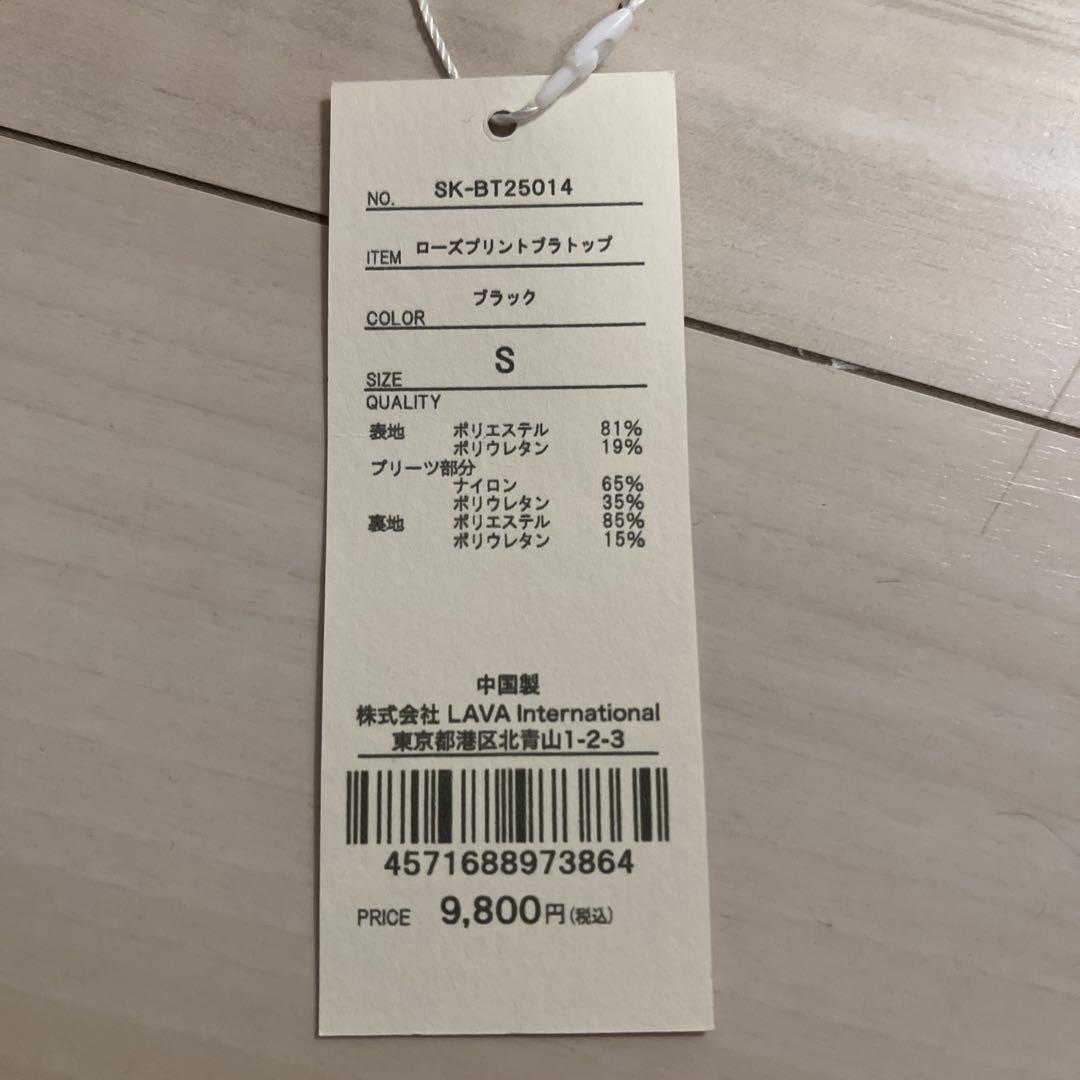 NO. SK-BT25014
ITEM ローズプリントブラトップ
COLOR ブラック
SIZE S
QUALITY
表地 ポリエステル 81%
ポリウレタン 19%
プリーツ部分
ナイロン 65%
ポリウレタン 35%
裏地 ポリエステル 85%
ポリウレタン 15%
中国製
株式会社 LAVA International
東京都港区北青山1-2-3
4571688973864
PRICE 9,800円(税込)